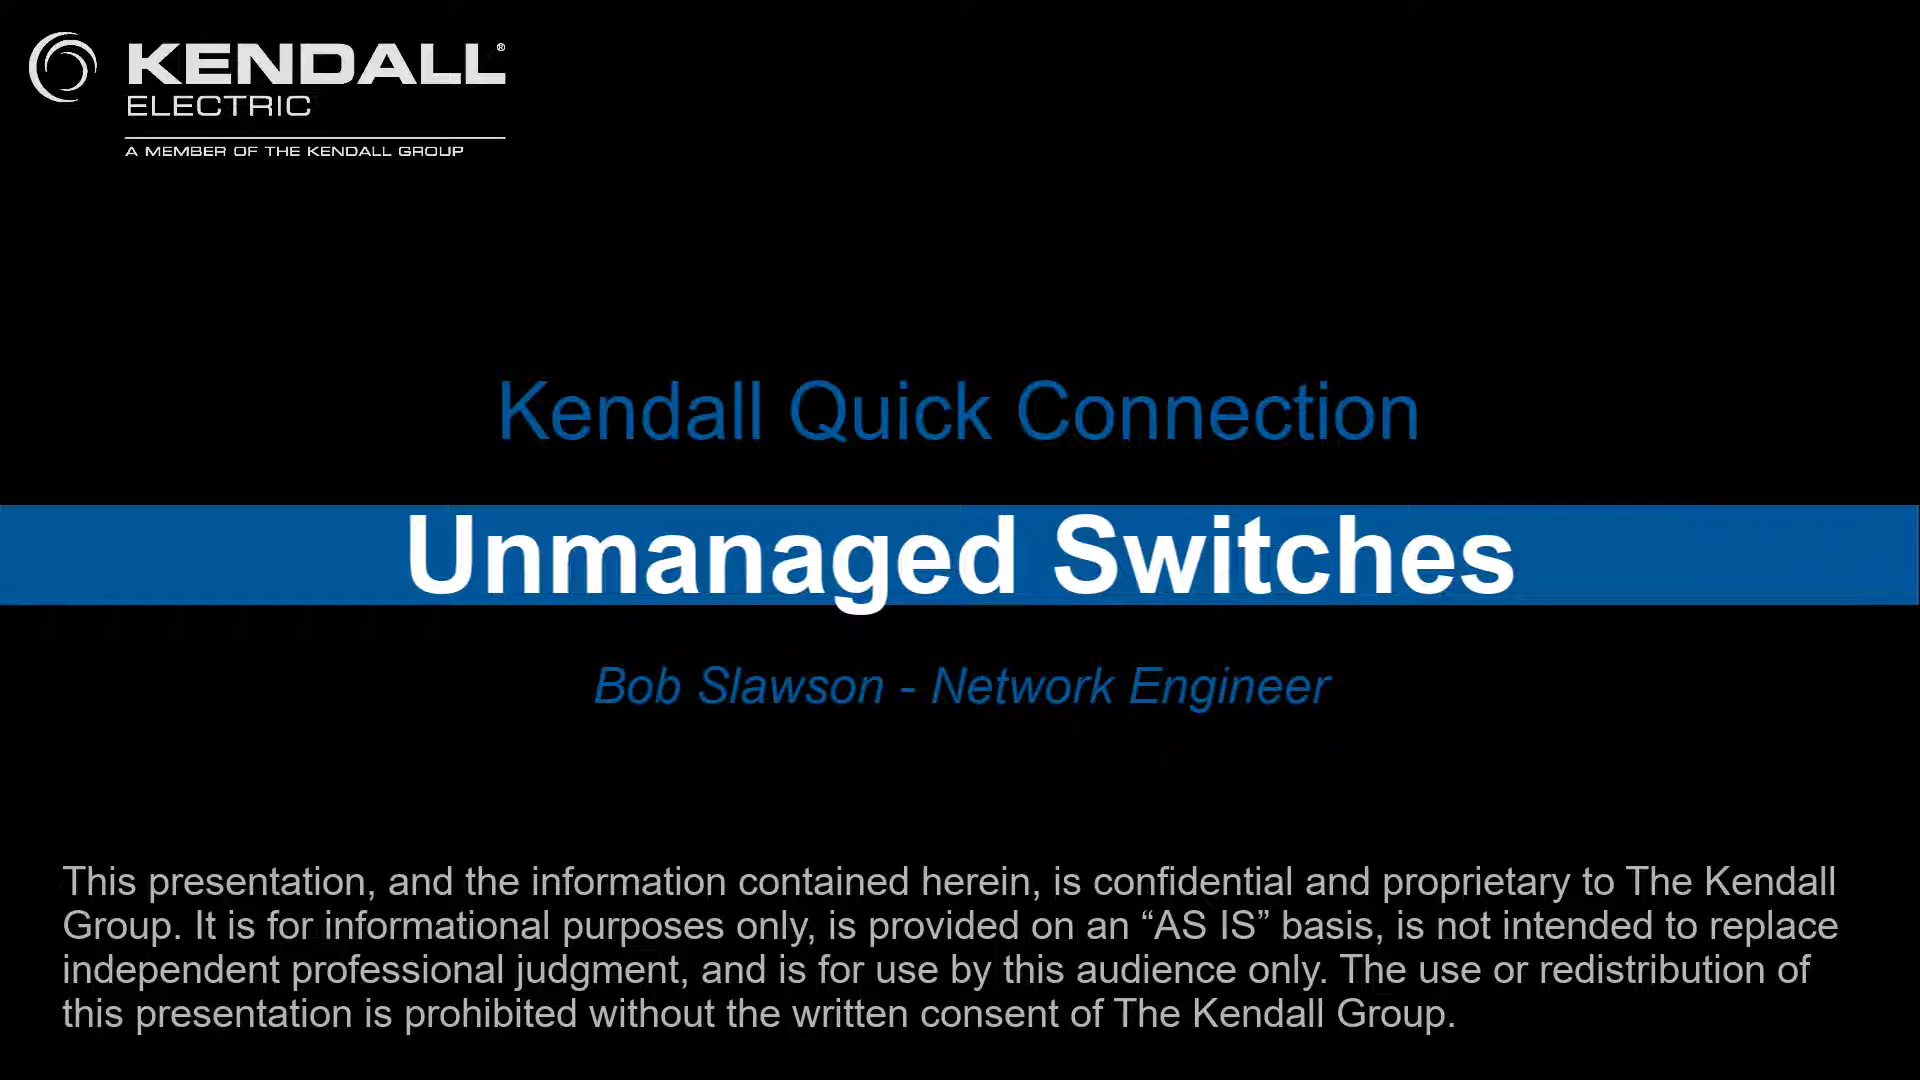 KENDALL®
ELECTRIC
A MEMBER OF THE KENDALL GROUP
Kendall Quick Connection
Unmanaged Switches
Bob Slawson - Network Engineer
This presentation, and the information contained herein, is confidential and proprietary to The Kendall
Group. It is for informational purposes only, is provided on an “AS IS” basis, is not intended to replace
independent professional judgment, and is for use by this audience only. The use or redistribution of
this presentation is prohibited without the written consent of The Kendall Group.